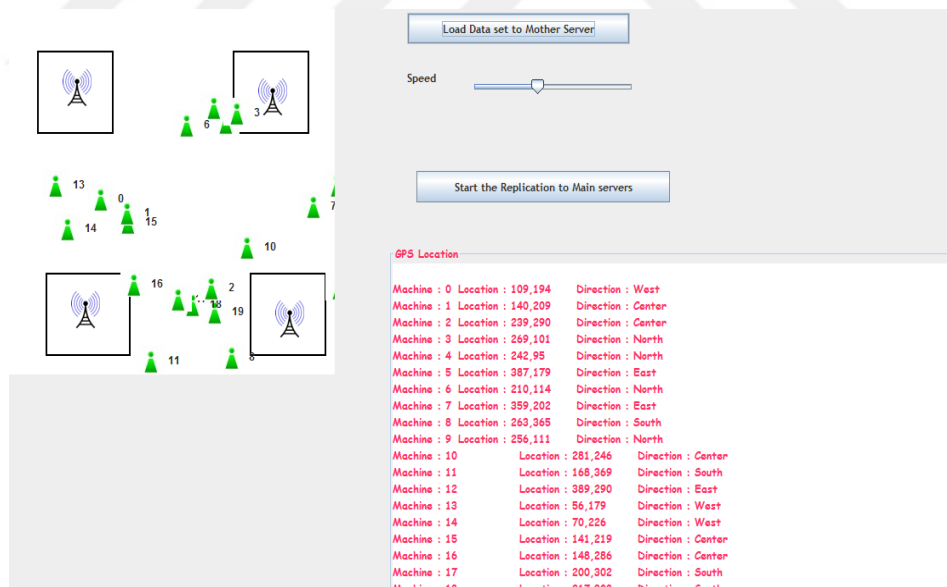 Load Data set to Mother Server
Speed
3
6
13
0
1
15
14
7
10
16
2
18
19
11
8
Start the Replication to Main servers
GPS Location
Machine : 0 Location : 109,194 Direction : West
Machine : 1 Location : 140,209 Direction : Center
Machine : 2 Location : 239,290 Direction : Center
Machine : 3 Location : 269,101 Direction : North
Machine : 4 Location : 242,95 Direction : North
Machine : 5 Location : 387,179 Direction : East
Machine : 6 Location : 210,114 Direction : North
Machine : 7 Location : 359,202 Direction : East
Machine : 8 Location : 263,365 Direction : South
Machine : 9 Location : 256,111 Direction : North
Machine : 10 Location : 281,246 Direction : Center
Machine : 11 Location : 168,369 Direction : South
Machine : 12 Location : 389,290 Direction : East
Machine : 13 Location : 56,179 Direction : West
Machine : 14 Location : 70,226 Direction : West
Machine : 15 Location : 141,219 Direction : Center
Machine : 16 Location : 148,286 Direction : Center
Machine : 17 Location : 200,302 Direction : South